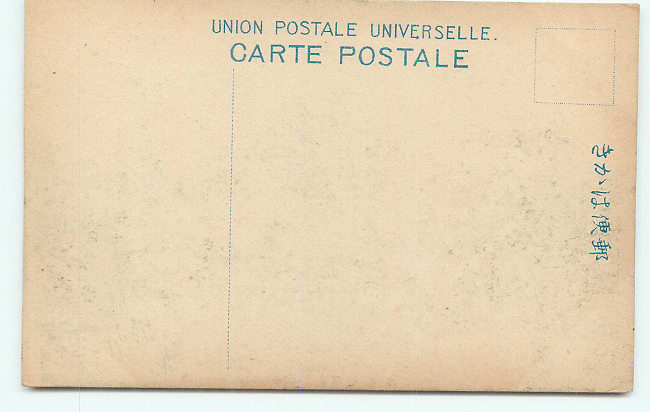 UNION POSTALE UNIVERSELLE.
CARTE POSTALE
郵便はかき